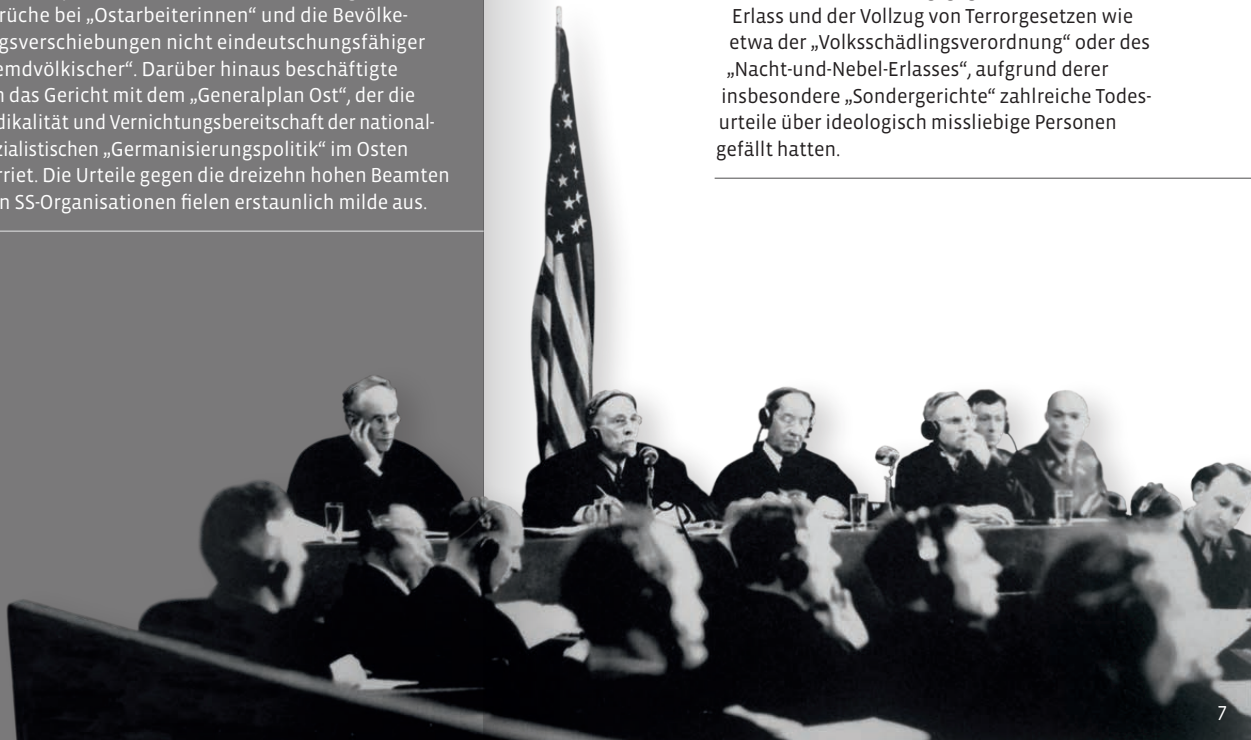 rüche bei „Ostarbeiterinnen“ und die Bevölke-
gsverschiebungen nicht eindeutschungsfähiger
emdvölkischer“. Darüber hinaus beschäftigte
das Gericht mit dem „Generalplan Ost“, der die
dikalität und Vernichtungsbereitschaft der national-
zialistischen „Germanisierungspolitik“ im Osten
rriet. Die Urteile gegen die dreizehn hohen Beamten
n SS-Organisationen fielen erstaunlich milde aus.
Erlass und der Vollzug von Terrorgesetzen wie
etwa der „Volksschädlingsverordnung“ oder des
„Nacht-und-Nebel-Erlasses“, aufgrund derer
insbesondere „Sondergerichte“ zahlreiche Todes-
urteile über ideologisch missliebige Personen
gefällt hatten.
7